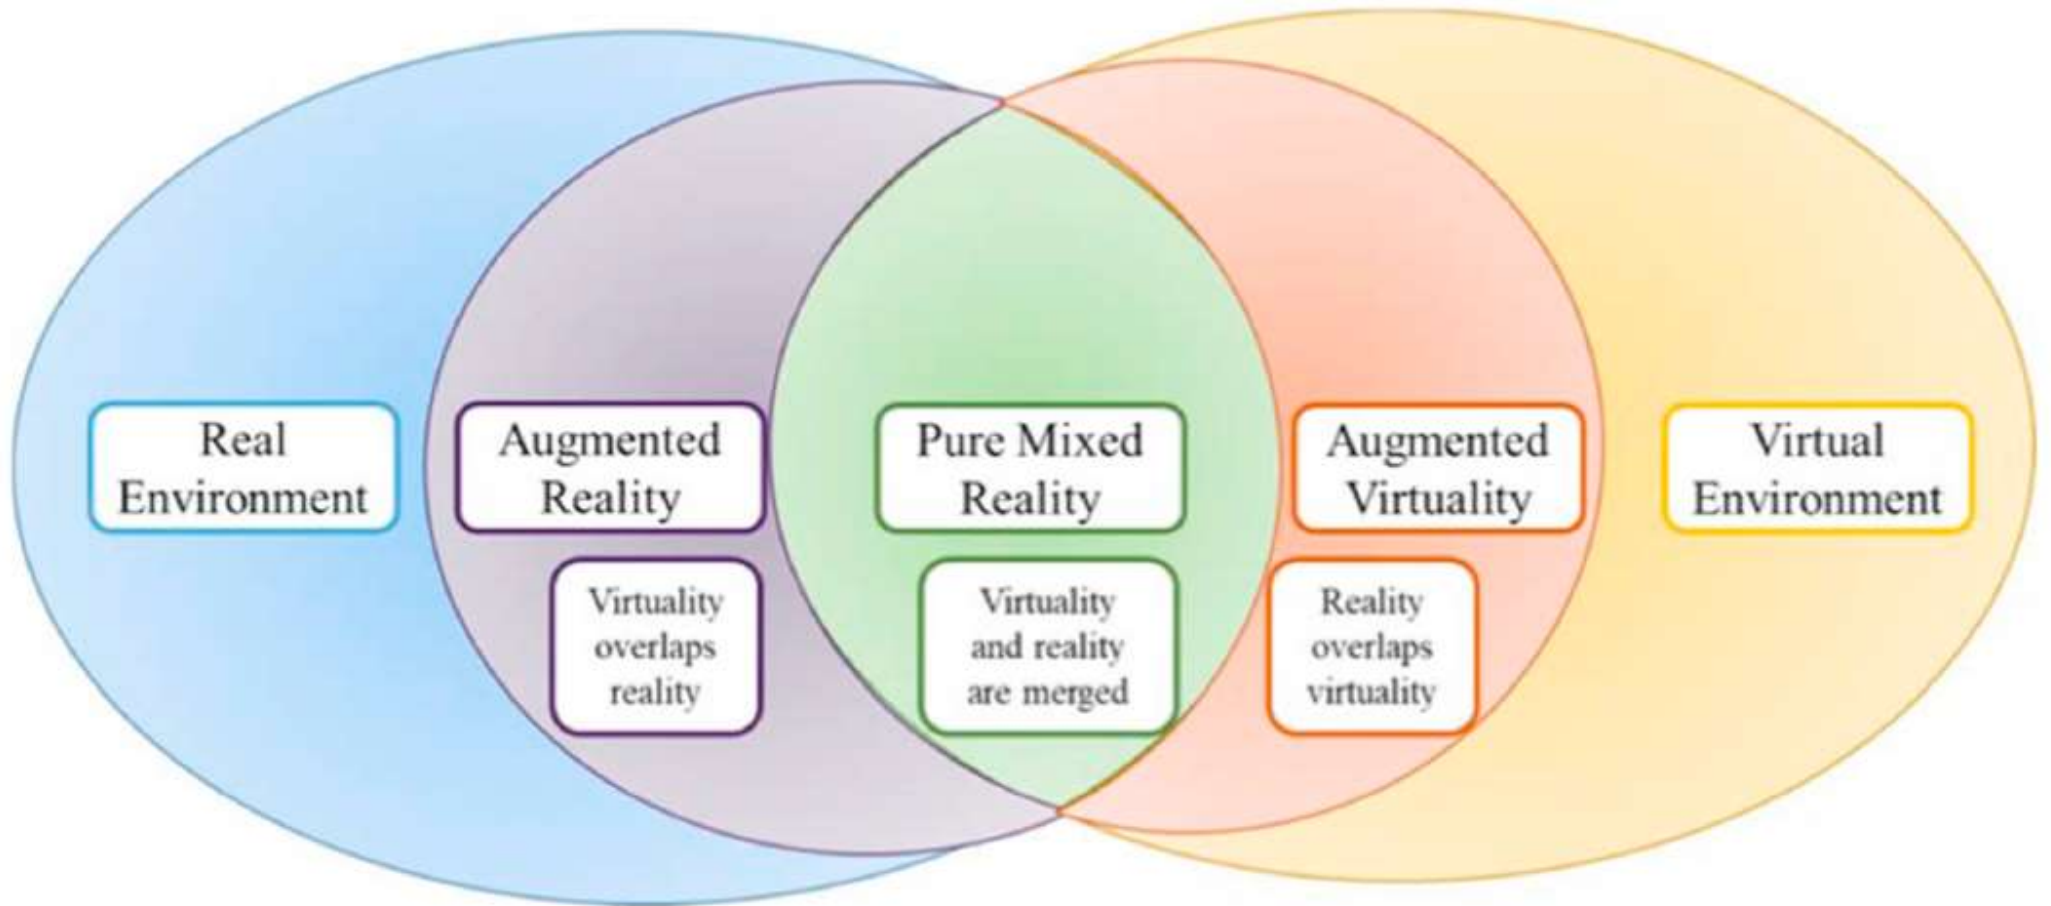 Real
Environment
Augmented
Reality
Pure Mixed
Reality
Augmented
Virtuality
Virtual
Environment
Virtuality
overlaps
reality
Virtuality
and reality
are merged
Reality
overlaps
virtuality